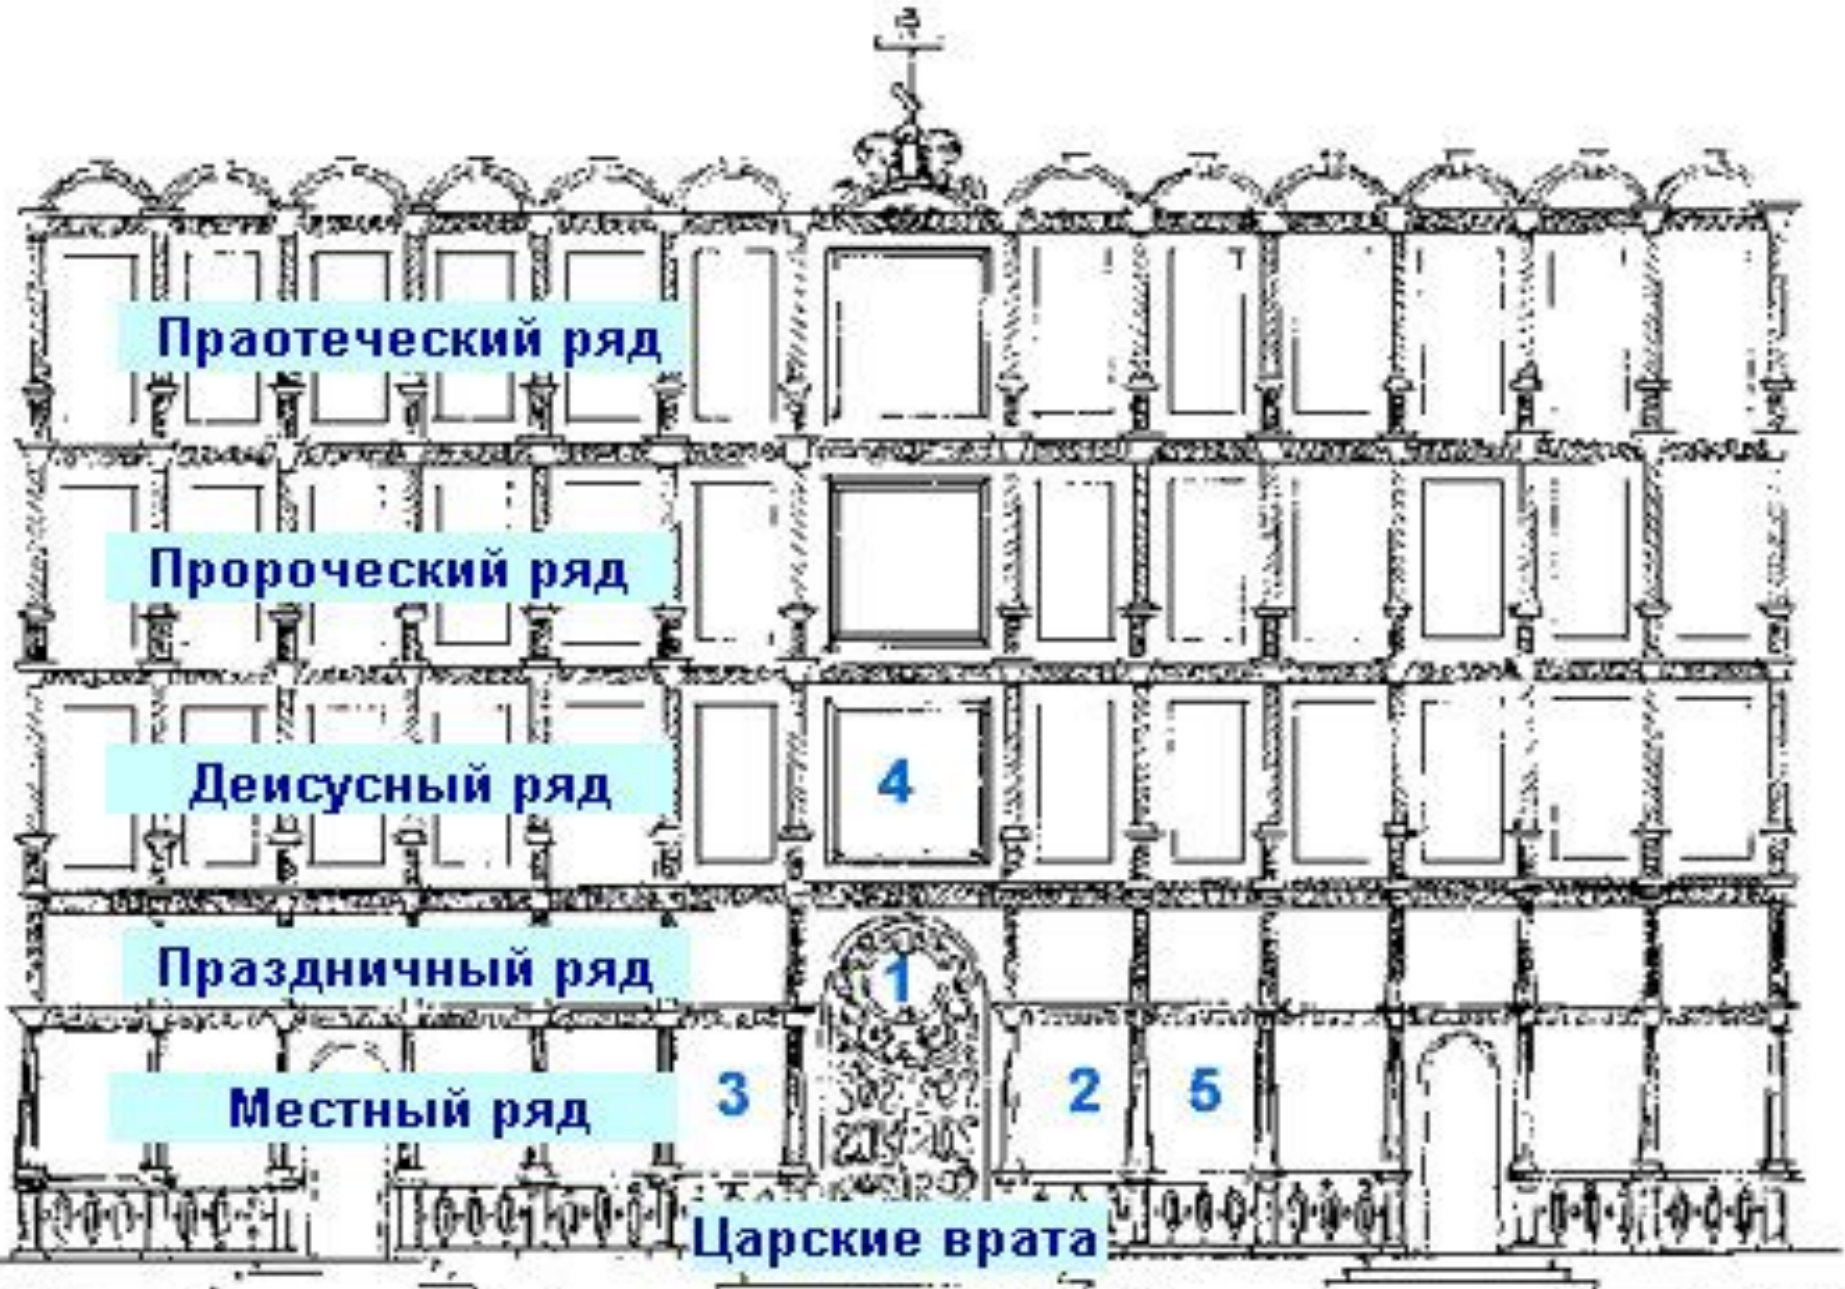 Праотеческий ряд
Пророческий ряд
Деисусный ряд
4
Праздничный ряд
1
Местный ряд
3
2
5
Царские врата